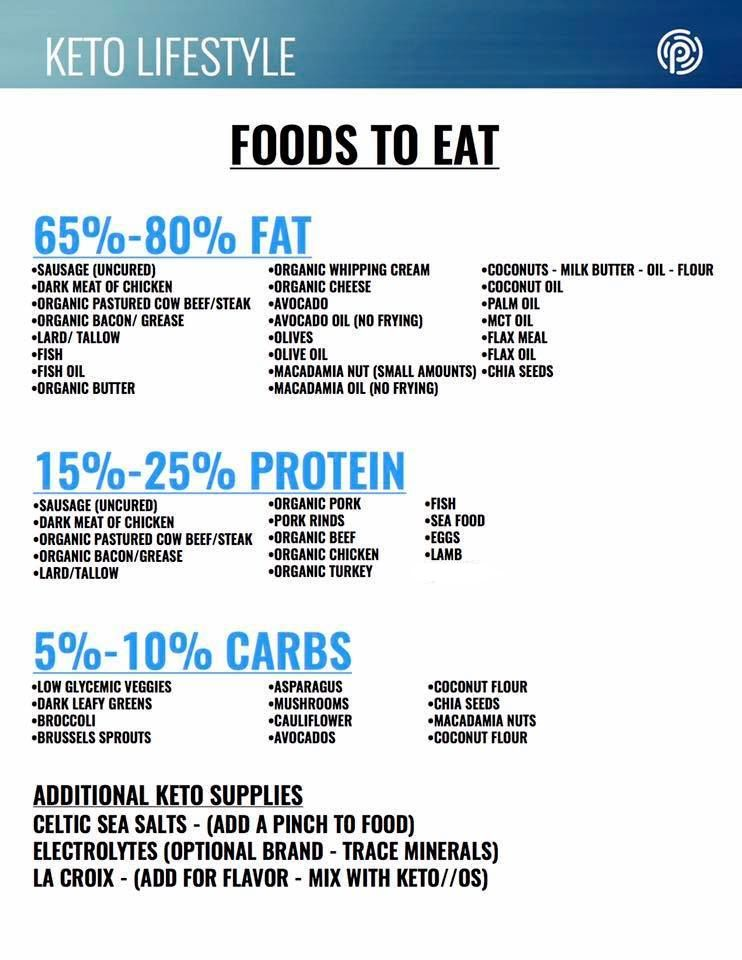 KETO LIFESTYLE
FOODS TO EAT
65%-80% FAT
•SAUSAGE (UNCURED)
•DARK MEAT OF CHICKEN
•ORGANIC PASTURED COW BEEF/STEAK
•ORGANIC BACON/ GREASE
•LARD/ TALLOW
•FISH
•FISH OIL
•ORGANIC BUTTER
•ORGANIC WHIPPING CREAM
•ORGANIC CHEESE
•AVOCADO
•AVOCADO OIL (NO FRYING)
•OLIVES
•OLIVE OIL
•MACADAMIA NUT (SMALL AMOUNTS)
•MACADAMIA OIL (NO FRYING)
•COCONUTS - MILK BUTTER - OIL - FLOUR
•COCONUT OIL
•PALM OIL
•MCT OIL
•FLAX MEAL
•FLAX OIL
•CHIA SEEDS
15%-25% PROTEIN
•SAUSAGE (UNCURED)
•DARK MEAT OF CHICKEN
•ORGANIC PASTURED COW BEEF/STEAK
•ORGANIC BACON/GREASE
•LARD/TALLOW
•ORGANIC PORK
•PORK RINDS
•ORGANIC BEEF
•ORGANIC CHICKEN
•ORGANIC TURKEY
•FISH
•SEA FOOD
•EGGS
•LAMB
5%-10% CARBS
•LOW GLYCEMIC VEGGIES
•DARK LEAFY GREENS
•BROCCOLI
•BRUSSELS SPROUTS
•ASPARAGUS
•MUSHROOMS
•CAULIFLOWER
•AVOCADOS
•COCONUT FLOUR
•CHIA SEEDS
•MACADAMIA NUTS
•COCONUT FLOUR
ADDITIONAL KETO SUPPLIES
CELTIC SEA SALTS - (ADD A PINCH TO FOOD)
ELECTROLYTES (OPTIONAL BRAND - TRACE MINERALS)
LA CROIX - (ADD FOR FLAVOR - MIX WITH KETO//OS)